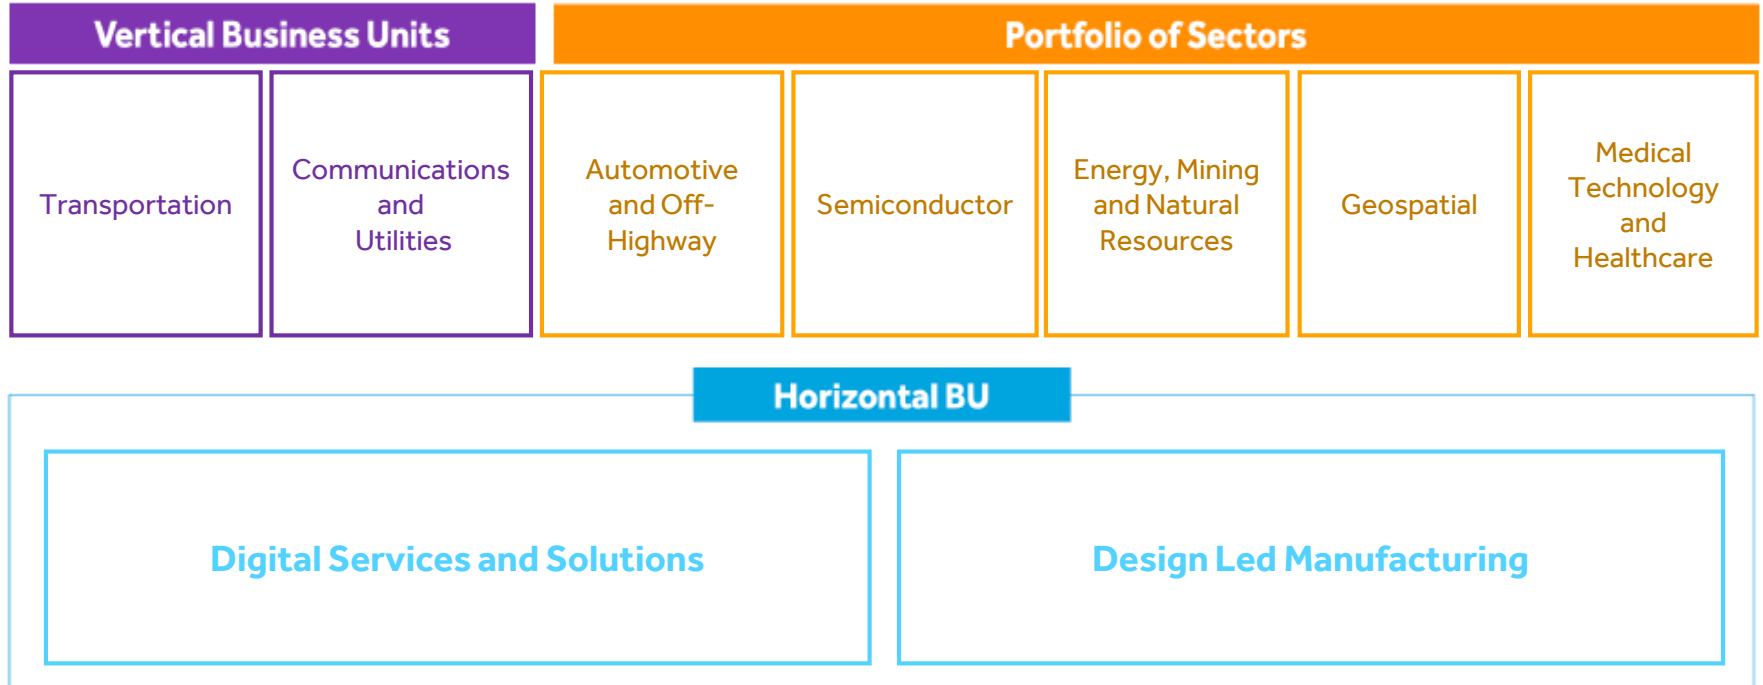 Vertical Business Units
Portfolio of Sectors
Transportation
Communications
and
Utilities
Automotive
and Off-
Highway
Semiconductor
Energy, Mining
and Natural
Resources
Geospatial
Medical
Technology
and
Healthcare
Horizontal BU
Digital Services and Solutions
Design Led Manufacturing